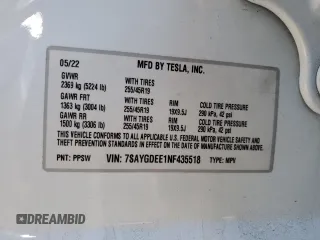 05/22 MFD BY TESLA, INC.
GVWR WITH TIRES
2369 kg (5224 lb) 255/45R19
GAWR FRT WITH TIRES RIM COLD TIRE PRESSURE
1363 kg (3004 lb) 255/45R19 19X9.5J 290 kPa, 42 psi
GAWR RR WITH TIRES RIM COLD TIRE PRESSURE
1500 kg (3306 lb) 255/45R19 19X9.5J 290 kPa, 42 psi
THIS VEHICLE CONFORMS TO ALL APPLICABLE U.S. FEDERAL MOTOR VEHICLE
SAFETY AND THEFT PREVENTION STANDARDS IN EFFECT ON THE DATE OF MANUFACTURE SHOWN ABOVE.
PNT: PPSW VIN: 7SAYGDEE1NF435518 TYPE: MPV
DREAMBID